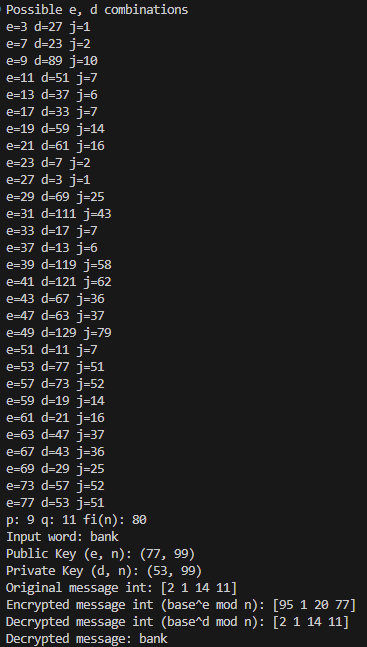 Possible e, d combinations
e=3 d=27 j=1
e=7 d=23 j=2
e=9 d=89 j=10
e=11 d=51 j=7
e=13 d=37 j=6
e=17 d=33 j=7
e=19 d=59 j=14
e=21 d=61 j=16
e=23 d=7 j=2
e=27 d=3 j=1
e=29 d=69 j=25
e=31 d=111 j=43
e=33 d=17 j=7
e=37 d=13 j=6
e=39 d=119 j=58
e=41 d=121 j=62
e=43 d=67 j=36
e=47 d=63 j=37
e=49 d=129 j=79
e=51 d=11 j=7
e=53 d=77 j=51
e=57 d=73 j=52
e=59 d=19 j=14
e=61 d=21 j=16
e=63 d=47 j=37
e=67 d=43 j=36
e=69 d=29 j=25
e=73 d=57 j=52
e=77 d=53 j=51
p: 9 q: 11 fi(n): 80
Input word: bank
Public Key (e, n): (77, 99)
Private Key (d, n): (53, 99)
Original message int: [2 1 14 11]
Encrypted message int (base^e mod n): [95 1 20 77]
Decrypted message int (base^d mod n): [2 1 14 11]
Decrypted message: bank